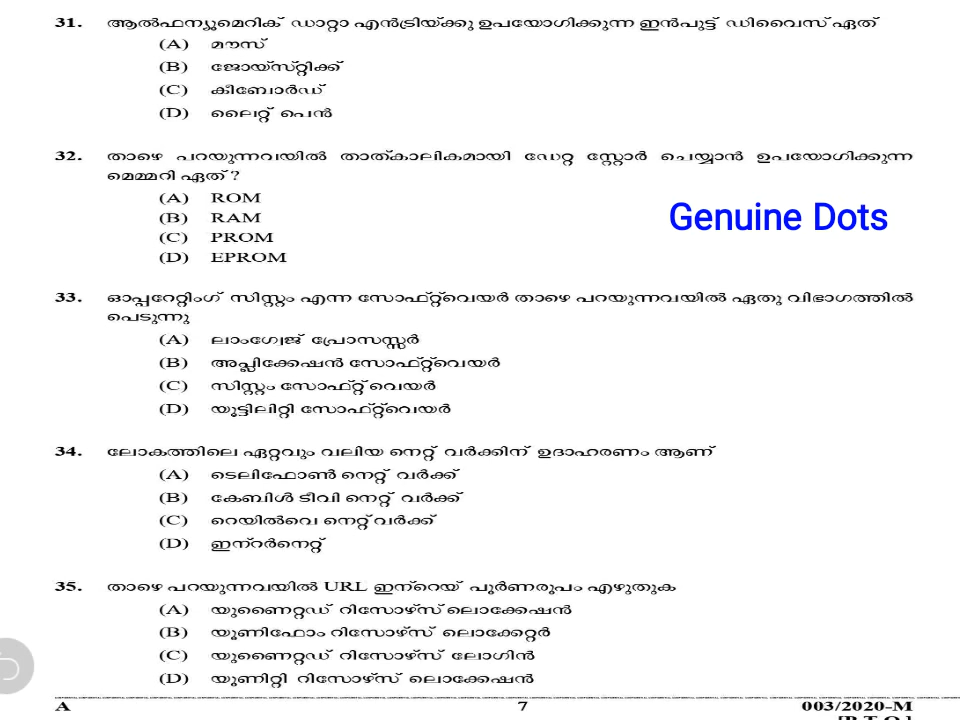 31. ആൽഫന്യൂമെറിക് ഡാറ്റാ എൻട്രിയ്ക്കു ഉപയോഗിക്കുന്ന ഇൻപുട്ട് ഡിവൈസ് ഏത്
(A) മൗസ്
(B) ജോയ്സ്റ്റിക്ക്
(C) കീബോർഡ്
(D) ലൈറ്റ് പെൻ
32. താഴെ പറയുന്നവയിൽ താത്കാലികമായി ഡേറ്റ സ്റ്റോർ ചെയ്യാൻ ഉപയോഗിക്കുന്ന
മെമ്മറി ഏത് ?
(A) ROM
(B) RAM
Genuine Dots
(C) PROM
(D) EPROM
33. ഓപ്പറേറ്റിംഗ് സിസ്റ്റം എന്ന സോഫ്റ്റ്‌വെയർ താഴെ പറയുന്നവയിൽ ഏതു വിഭാഗത്തിൽ
പെടുന്നു
(A) ലാംഗ്വേജ് പ്രോസസ്സർ
(B) അപ്ലിക്കേഷൻ സോഫ്റ്റ്‌വെയർ
(C) സിസ്റ്റം സോഫ്റ്റ് വെയർ
(D) യൂട്ടിലിറ്റി സോഫ്റ്റ്‌വെയർ
34. ലോകത്തിലെ ഏറ്റവും വലിയ നെറ്റ് വർക്കിന് ഉദാഹരണം ആണ്
(A) ടെലിഫോൺ നെറ്റ് വർക്ക്
(B) കേബിൾ ടീവി നെറ്റ് വർക്ക്
(C) റെയിൽവെ നെറ്റ് വർക്ക്
(D) ഇന്റർനെറ്റ്
35. താഴെ പറയുന്നവയിൽ URL ഇന്റെയ് പൂർണരൂപം എഴുതുക
(A) യുണൈറ്റഡ് റിസോഴ്സ് ലൊക്കേഷൻ
(B) യൂണിഫോം റിസോഴ്സ് ലൊക്കേറ്റർ
(C) യുണൈറ്റഡ് റിസോഴ്സ് ലോഗിൻ
(D) യൂണിറ്റി റിസോഴ്സ് ലൊക്കേഷൻ
A 7 003/2020-M
[P.T.O.]